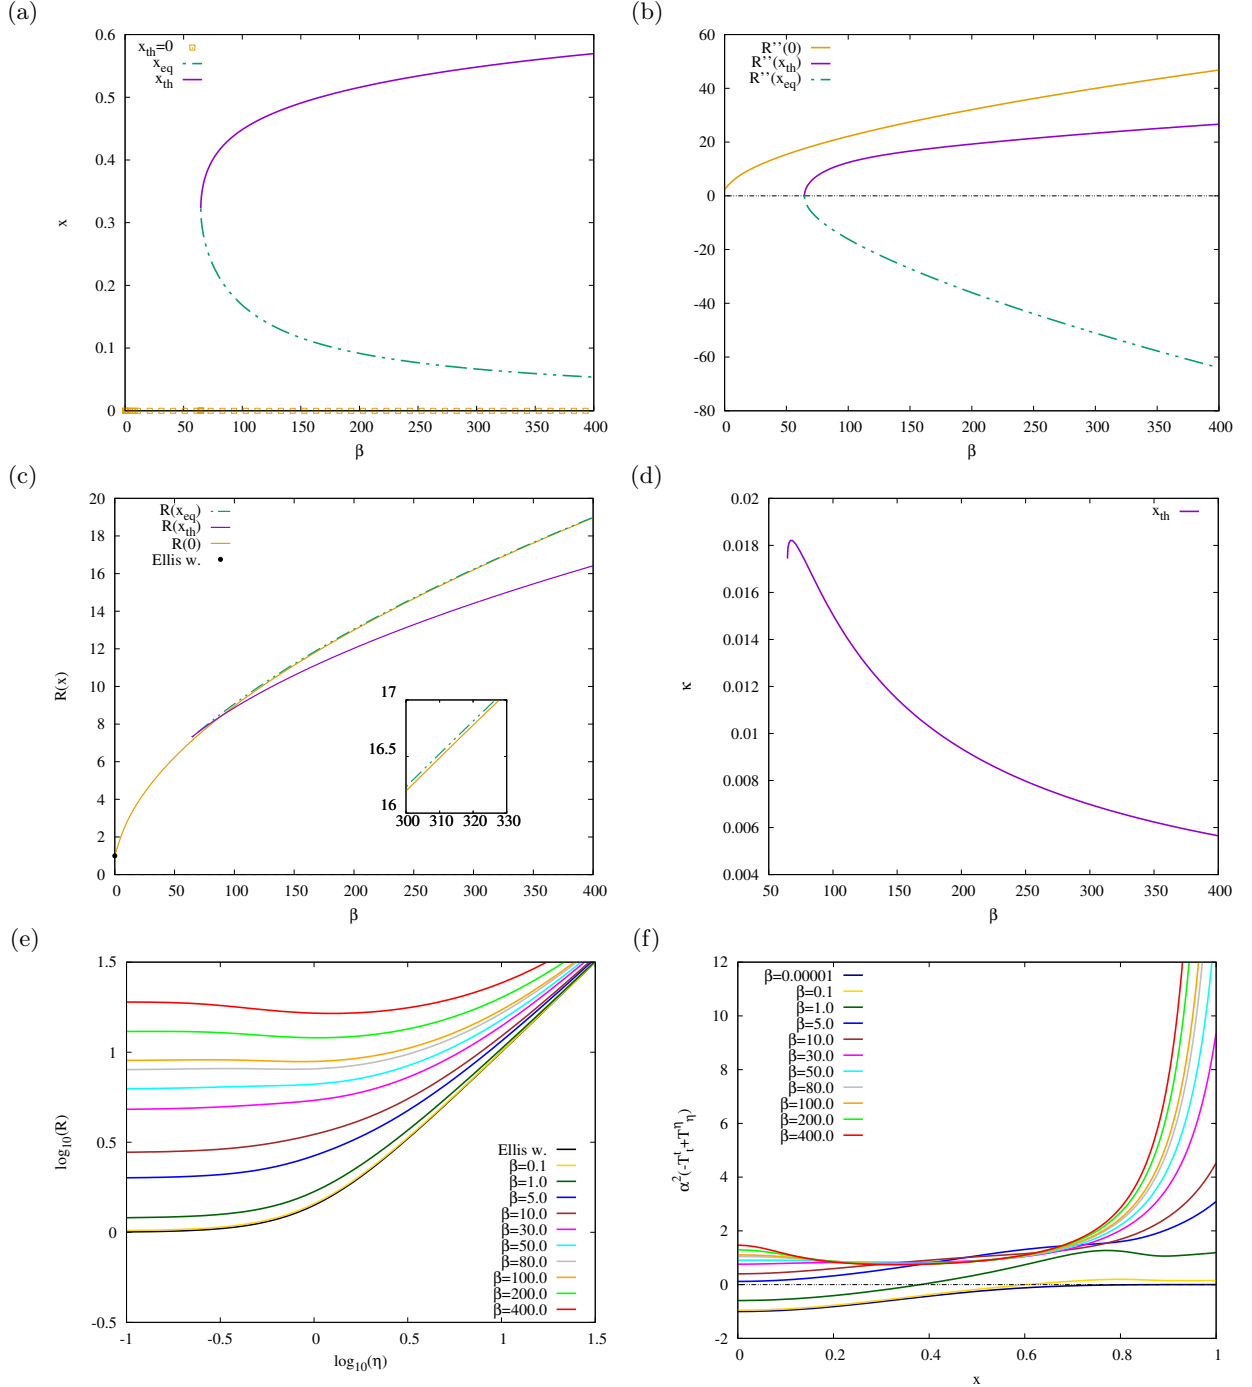 (a)
0.6
0.5
0.4
0.3
0.2
0.1
0
x
x_th=0
x_eq
x_th
0 50 100 150 200 250 300 350 400
β
(b)
60
40
20
0
-20
-40
-60
-80
R''(0)
R''(x_th)
R''(x_eq)
0 50 100 150 200 250 300 350 400
β
(c)
20
18
16
14
12
10
8
6
4
2
0
R(x)
R(x_eq)
R(x_th)
R(0)
Ellis w.
17
16.5
16
300 310 320 330
0 50 100 150 200 250 300 350 400
β
(d)
0.02
0.018
0.016
0.014
0.012
0.01
0.008
0.006
0.004
κ
x_th
50 100 150 200 250 300 350 400
β
(e)
1.5
1
0.5
0
-0.5
log₁₀(R)
Ellis w.
β=0.1
β=1.0
β=5.0
β=10.0
β=30.0
β=50.0
β=80.0
β=100.0
β=200.0
β=400.0
-1 -0.5 0 0.5 1 1.5
log₁₀(η)
(f)
12
10
8
6
4
2
0
-2
α²(-T^t_t+T^η_η)
β=0.00001
β=0.1
β=1.0
β=5.0
β=10.0
β=30.0
β=50.0
β=80.0
β=100.0
β=200.0
β=400.0
0 0.2 0.4 0.6 0.8 1
x